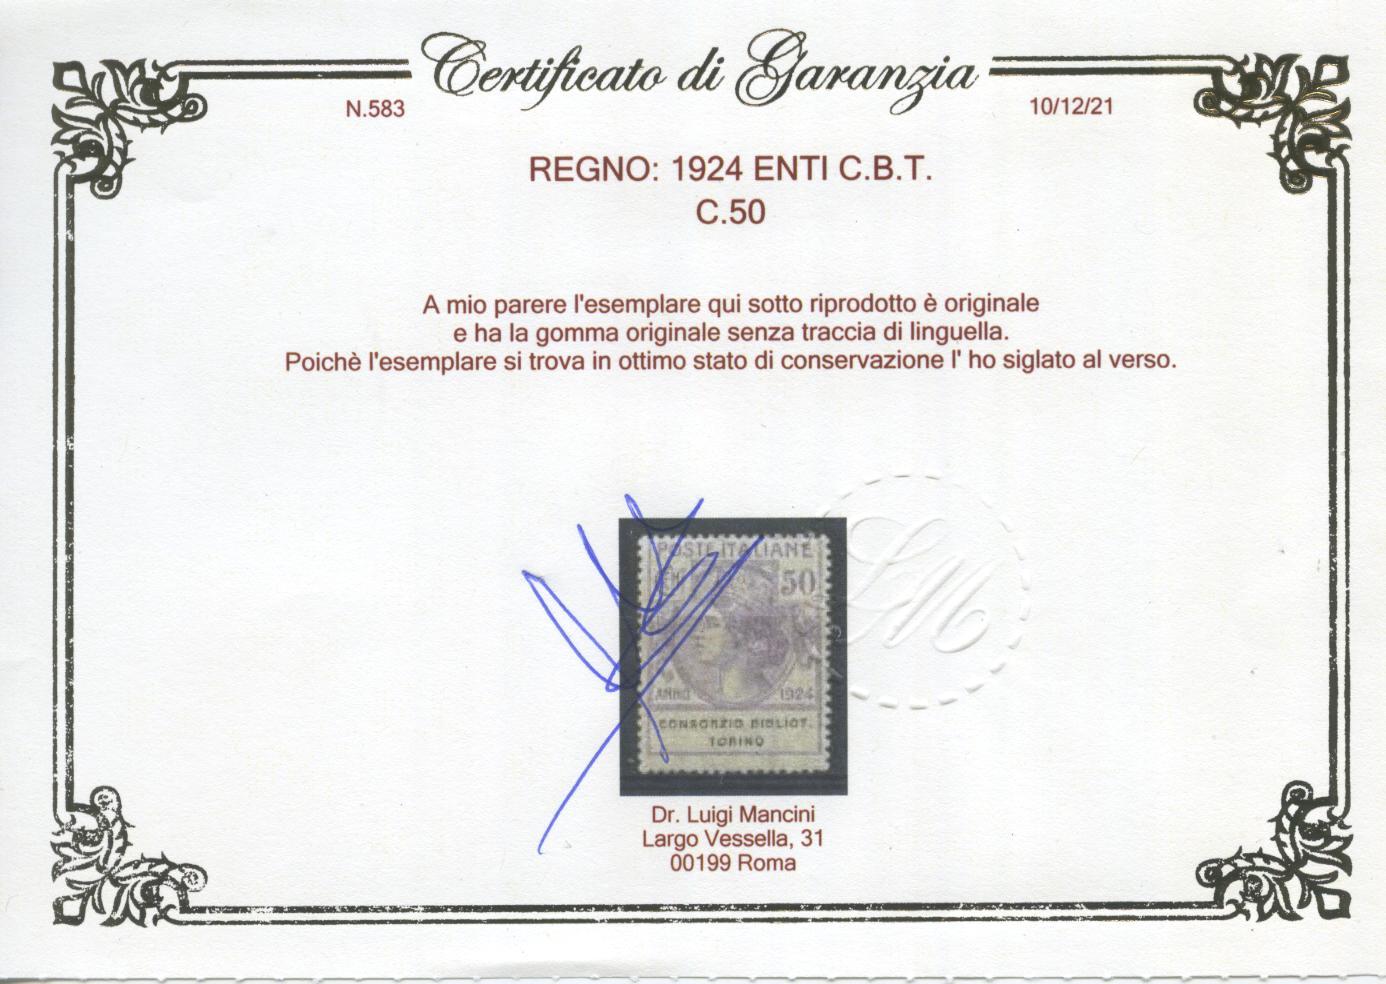 Certificato di Garanzia
N.583
10/12/21
REGNO: 1924 ENTI C.B.T.
C.50
A mio parere l'esemplare qui sotto riprodotto è originale
e ha la gomma originale senza traccia di linguella.
Poichè l'esemplare si trova in ottimo stato di conservazione l' ho siglato al verso.
POSTE ITALIANE
50
ANNO 1924
CONSORZIO BIBLIOT.
TORINO
LM
Dr. Luigi Mancini
Largo Vessella, 31
00199 Roma